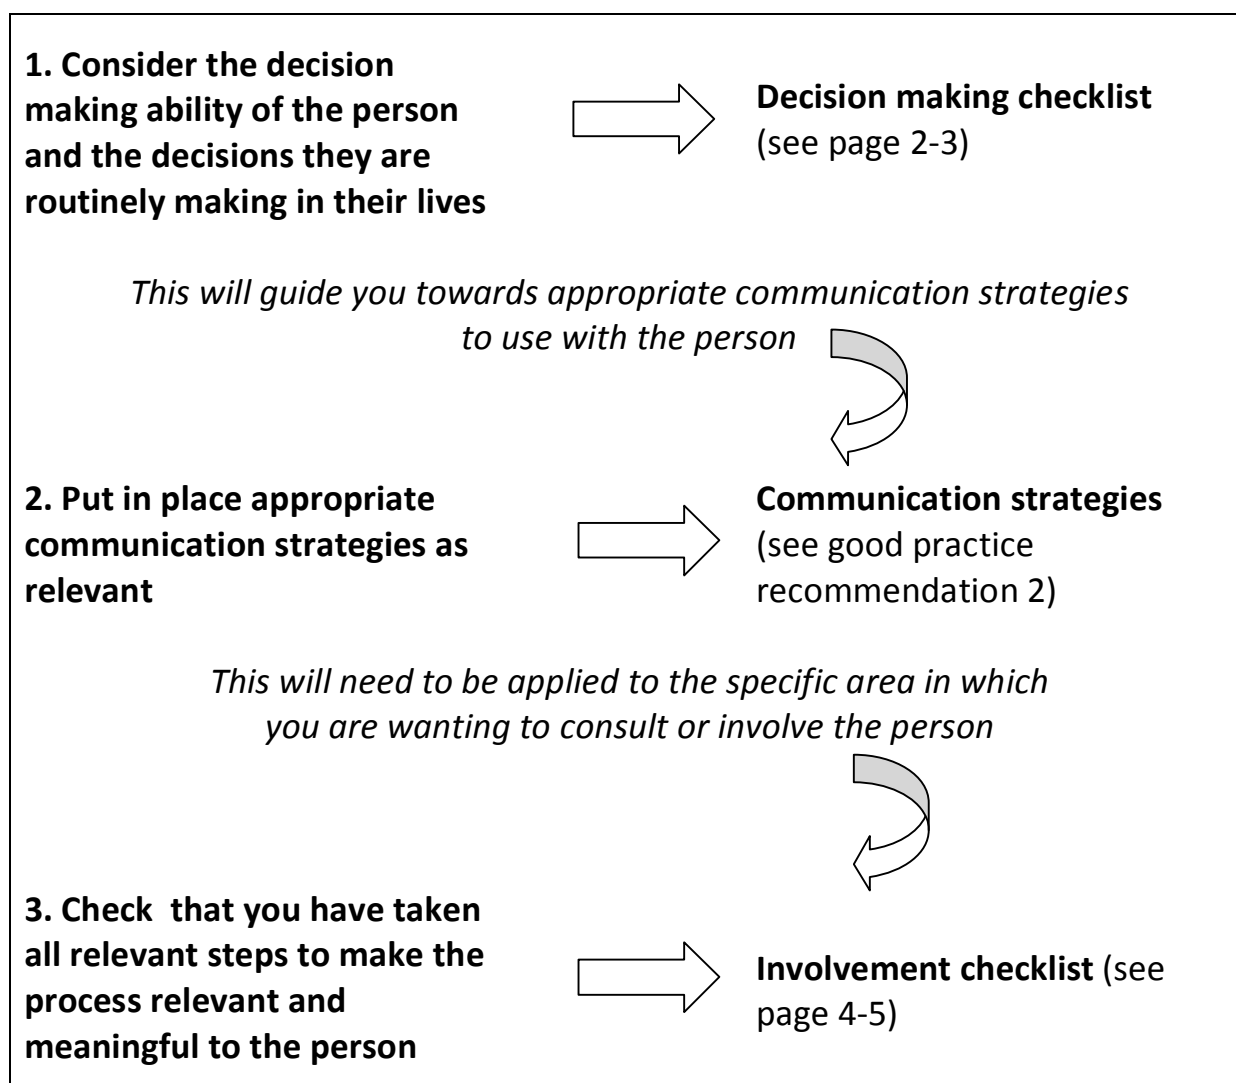 1. Consider the decision
making ability of the person
and the decisions they are
routinely making in their lives
Decision making checklist
(see page 2-3)
This will guide you towards appropriate communication strategies
to use with the person
2. Put in place appropriate
communication strategies as
relevant
Communication strategies
(see good practice
recommendation 2)
This will need to be applied to the specific area in which
you are wanting to consult or involve the person
3. Check  that you have taken
all relevant steps to make the
process relevant and
meaningful to the person
Involvement checklist (see
page 4-5)